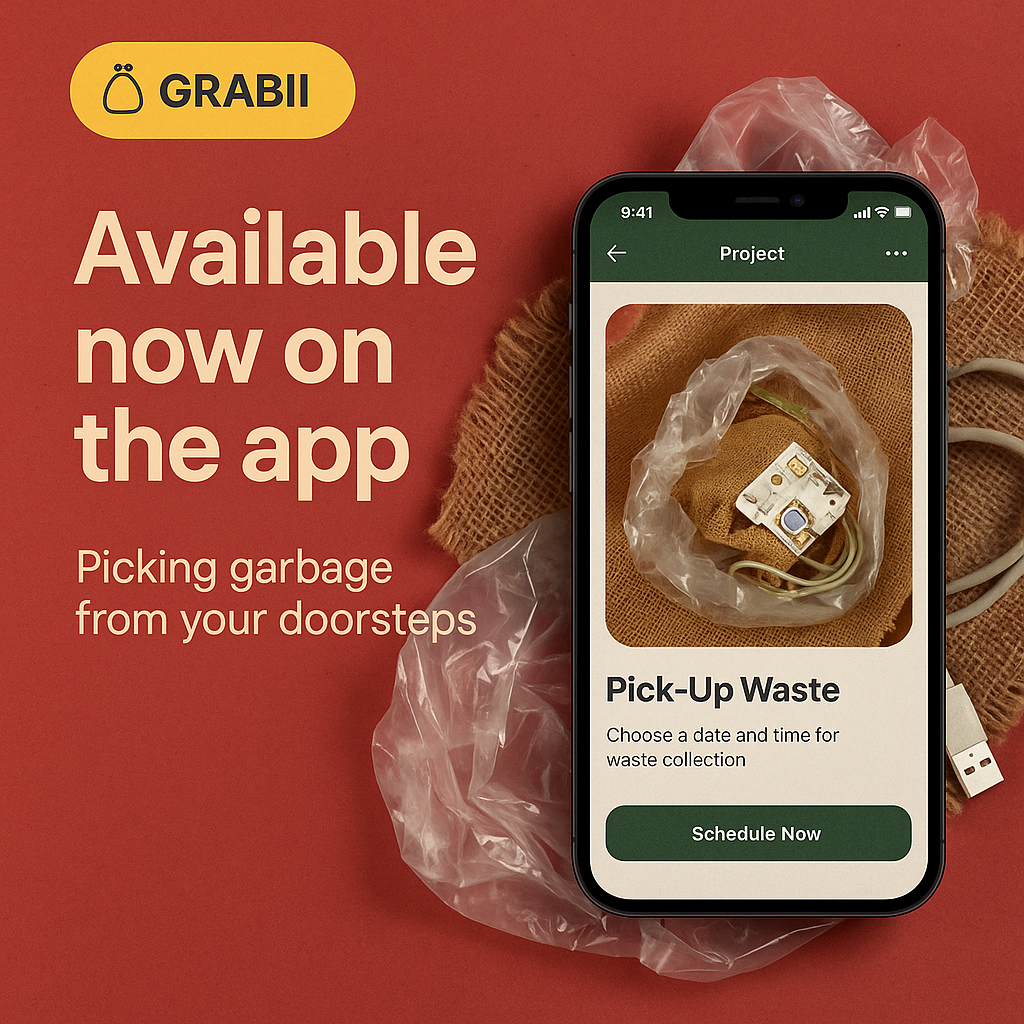 GRABII
Available
now on
the app
Picking garbage
from your doorsteps
9:41
Project
Pick-Up Waste
Choose a date and time for
waste collection
Schedule Now